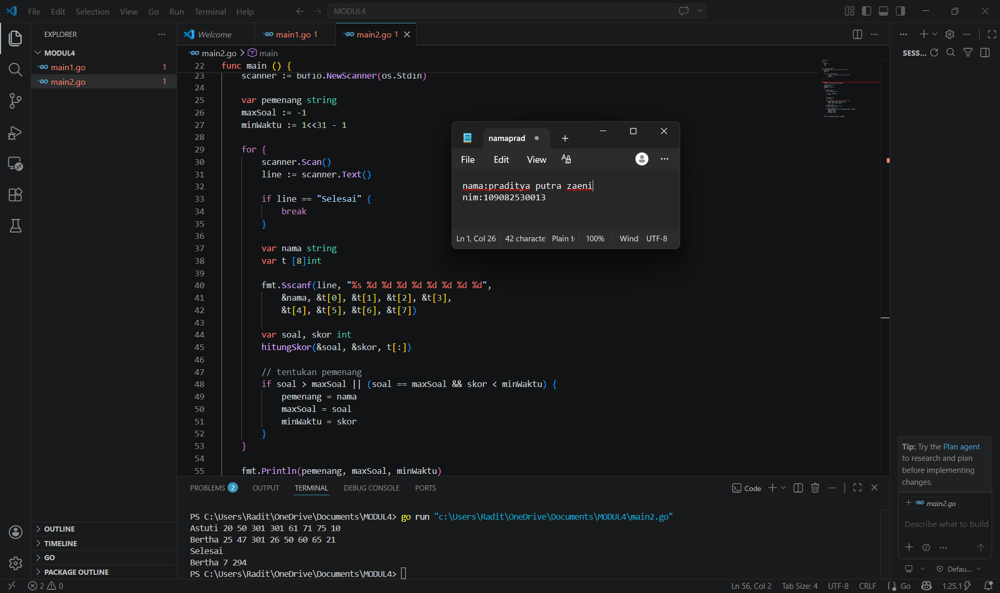 File Edit Selection View Go Run Terminal Help
MODUL4
EXPLORER
MODUL4
main1.go 1
main2.go 1
OUTLINE
TIMELINE
GO
PACKAGE OUTLINE
Welcome
main1.go 1
main2.go 1
main2.go > main
22 func main () {
23 scanner := bufio.NewScanner(os.Stdin)
24
25 var pemenang string
26 maxSoal := -1
27 minWaktu := 1<<31 - 1
28
29 for {
30 scanner.Scan()
31 line := scanner.Text()
32
33 if line == "Selesai" {
34 break
35 }
36
37 var nama string
38 var t [8]int
39
40 fmt.Sscanf(line, "%s %d %d %d %d %d %d %d %d",
41 &nama, &t[0], &t[1], &t[2], &t[3],
42 &t[4], &t[5], &t[6], &t[7])
43
44 var soal, skor int
45 hitungSkor(&soal, &skor, t[:])
46
47 // tentukan pemenang
48 if soal > maxSoal || (soal == maxSoal && skor < minWaktu) {
49 pemenang = nama
50 maxSoal = soal
51 minWaktu = skor
52 }
53 }
54
55 fmt.Println(pemenang, maxSoal, minWaktu)
namaprad
File Edit View
nama:praditya putra zaeni
nim:109082530013
Ln 1, Col 26 42 characte Plain t 100% Wind UTF-8
PROBLEMS 2 OUTPUT TERMINAL DEBUG CONSOLE PORTS
Code
PS C:\Users\Radit\OneDrive\Documents\MODUL4> go run "c:\Users\Radit\OneDrive\Documents\MODUL4\main2.go"
Astuti 20 50 301 301 61 71 75 10
Bertha 25 47 301 26 50 60 65 21
Selesai
Bertha 7 294
PS C:\Users\Radit\OneDrive\Documents\MODUL4>
SESS...
Tip: Try the Plan agent
to research and plan
before implementing
changes.
main2.go
Describe what to build
Defau...
2 0
Ln 56, Col 2 Tab Size: 4 UTF-8 CRLF Go 1.25.1